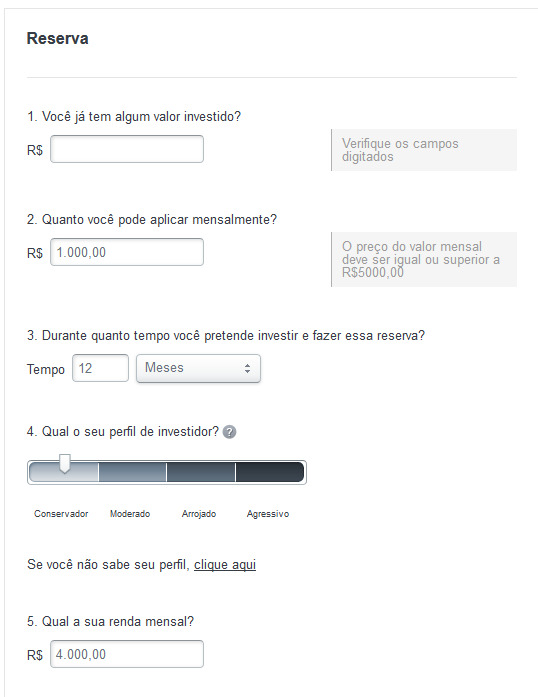 Reserva
1. Você já tem algum valor investido?
R$
Verifique os campos
digitados
2. Quanto você pode aplicar mensalmente?
R$ 1.000,00
O preço do valor mensal
deve ser igual ou superior a
R$5000,00
3. Durante quanto tempo você pretende investir e fazer essa reserva?
Tempo 12 Meses
4. Qual o seu perfil de investidor? ?
Conservador Moderado Arrojado Agressivo
Se você não sabe seu perfil, clique aqui
5. Qual a sua renda mensal?
R$ 4.000,00